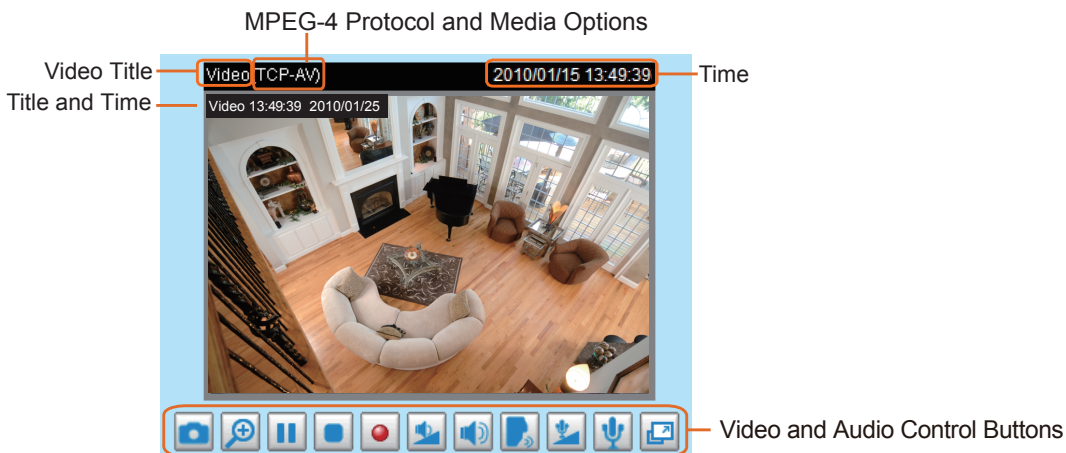 MPEG-4 Protocol and Media Options
Video Title
Video (TCP-AV)
2010/01/15 13:49:39
Time
Title and Time
Video 13:49:39 2010/01/25
Video and Audio Control Buttons